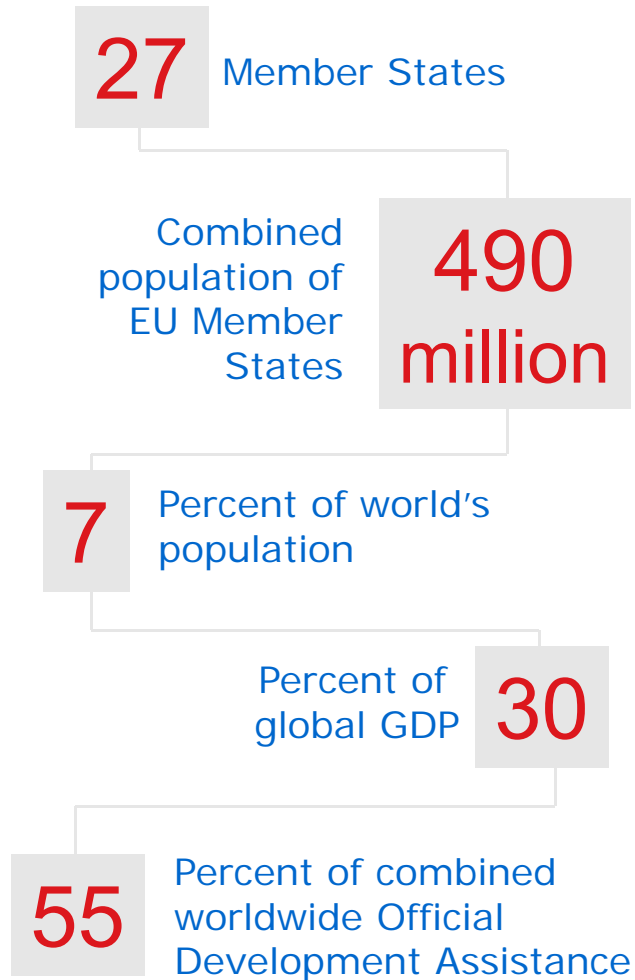 27 Member States
Combined
population of
EU Member
States
490
million
7
Percent of world's
population
Percent of
global GDP
30
55
Percent of combined
worldwide Official
Development Assistance